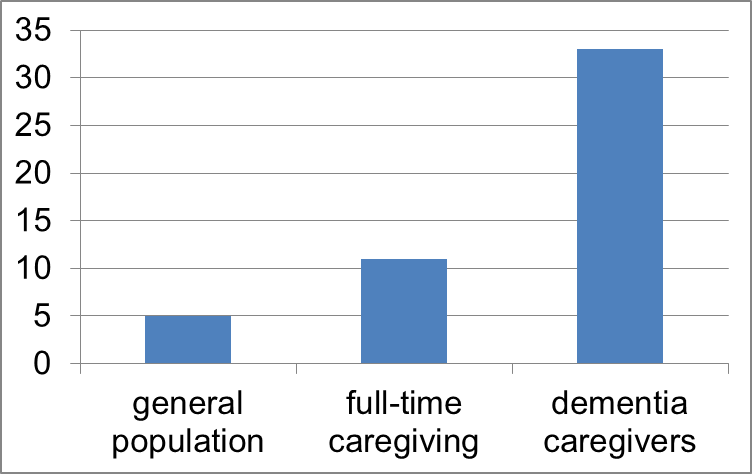 35
30
25
20
15
10
5
0
general
population
full-time
caregiving
dementia
caregivers